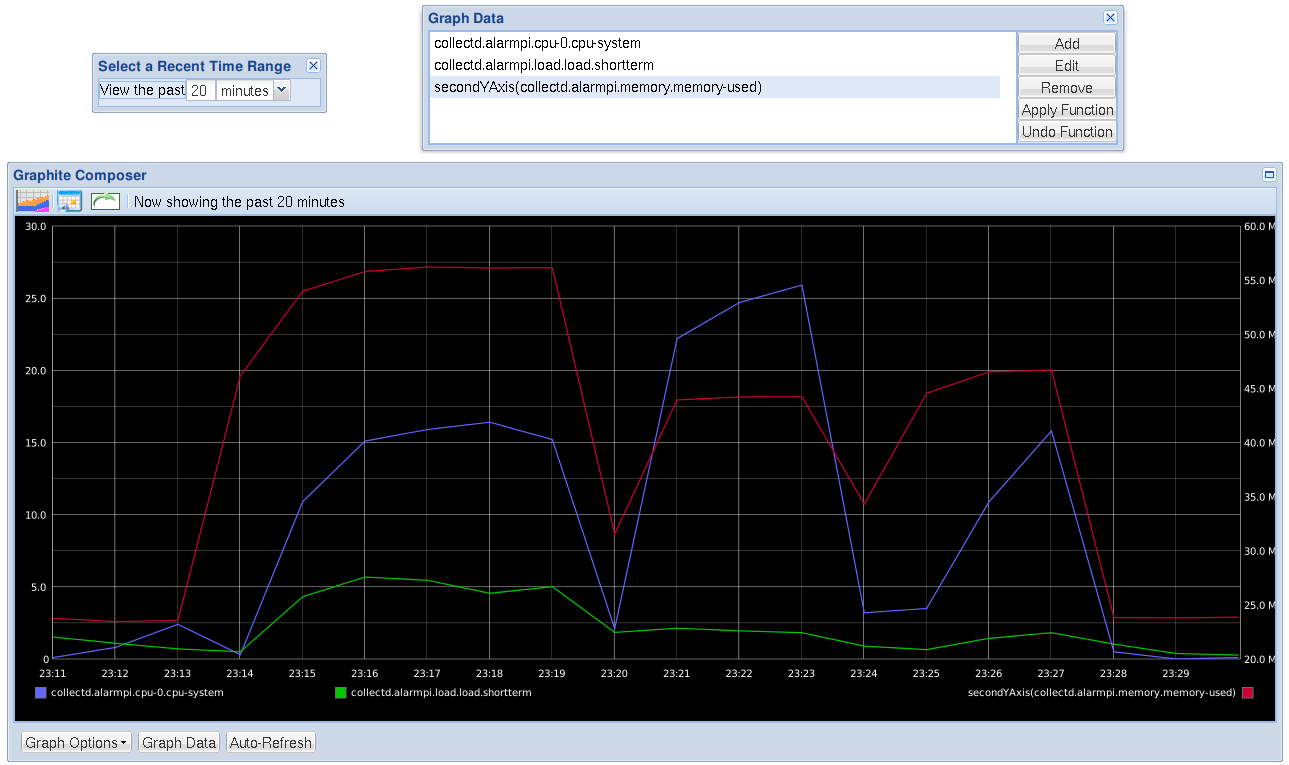 Graph Data
collectd.alarmpi.cpu-0.cpu-system
Add
collectd.alarmpi.load.load.shortterm
Edit
secondYAxis(collectd.alarmpi.memory.memory-used)
Remove
Apply Function
Undo Function
Select a Recent Time Range
View the past 20 minutes
Graphite Composer
Now showing the past 20 minutes
30.0
25.0
20.0
15.0
10.0
5.0
0
60.0 M
55.0 M
50.0 M
45.0 M
40.0 M
35.0 M
30.0 M
25.0 M
20.0 M
23:11 23:12 23:13 23:14 23:15 23:16 23:17 23:18 23:19 23:20 23:21 23:22 23:23 23:24 23:25 23:26 23:27 23:28 23:29
collectd.alarmpi.cpu-0.cpu-system collectd.alarmpi.load.load.shortterm secondYAxis(collectd.alarmpi.memory.memory-used)
Graph Options Graph Data Auto-Refresh